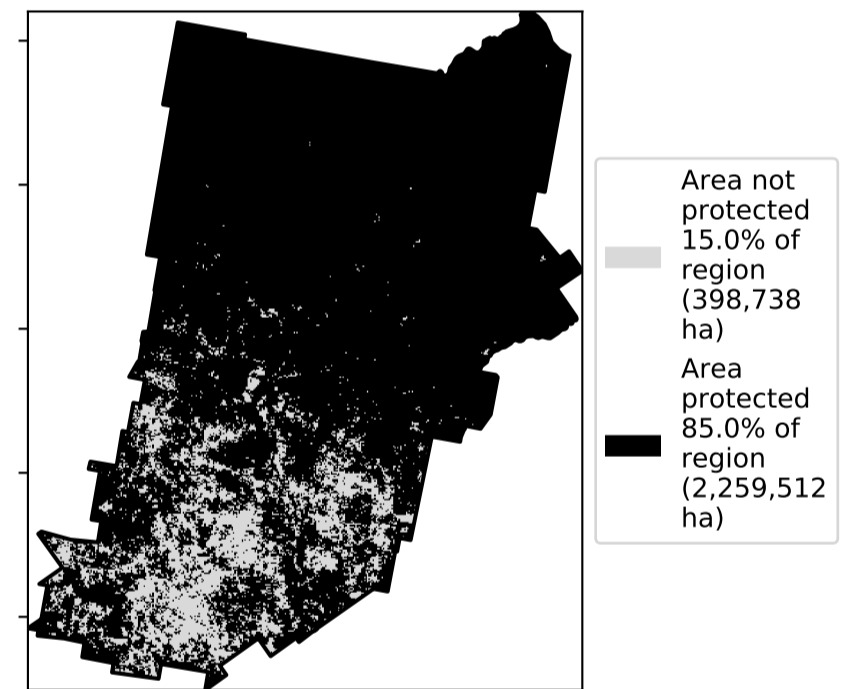 Area not
protected
15.0% of
region
(398,738
ha)
Area
protected
85.0% of
region
(2,259,512
ha)